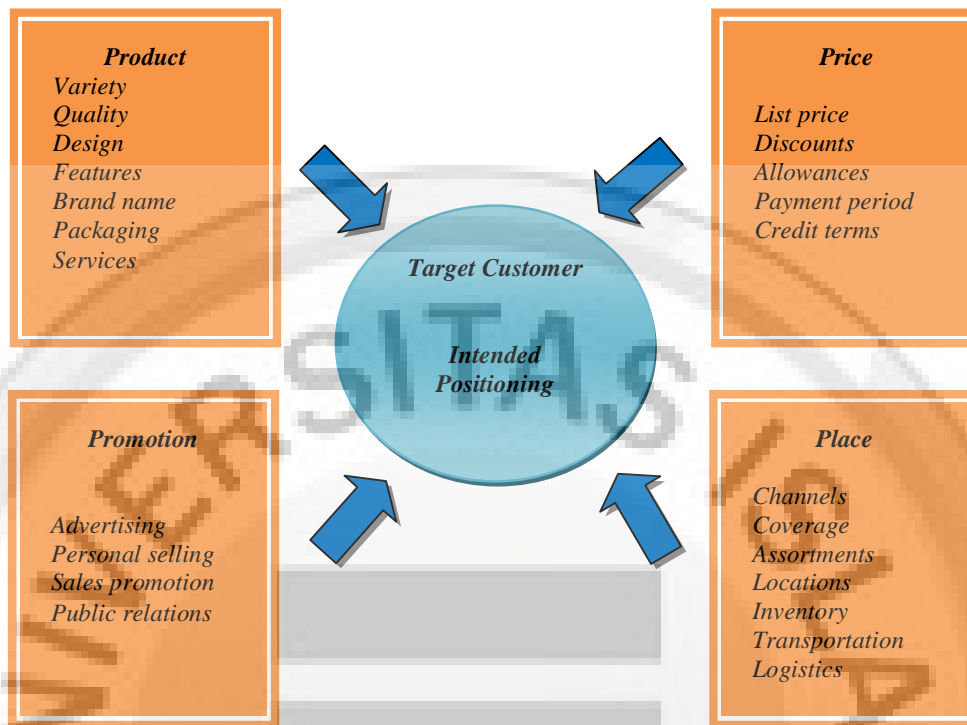 Product
Variety
Quality
Design
Features
Brand name
Packaging
Services
Price
List price
Discounts
Allowances
Payment period
Credit terms
Target Customer
Intended
Positioning
Promotion
Advertising
Personal selling
Sales promotion
Public relations
Place
Channels
Coverage
Assortments
Locations
Inventory
Transportation
Logistics